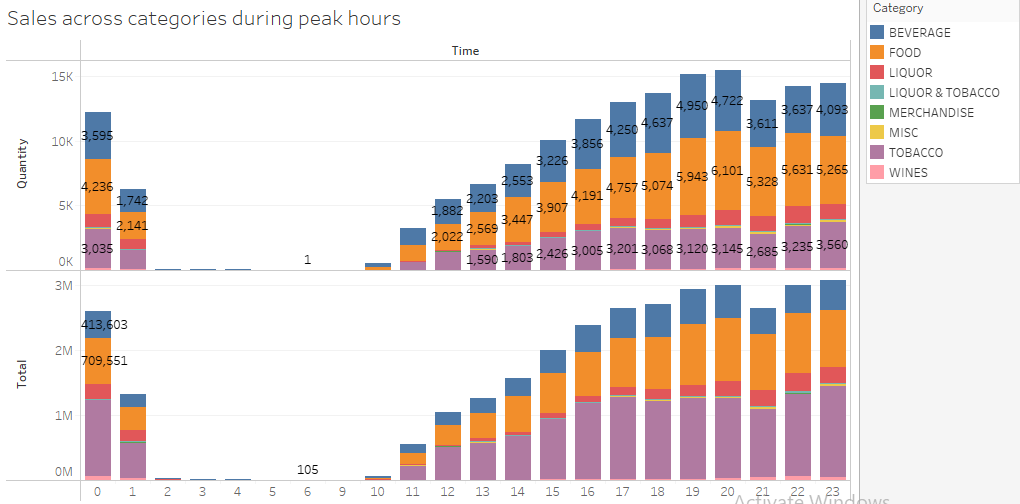 Sales across categories during peak hours
Category
BEVERAGE
FOOD
LIQUOR
LIQUOR & TOBACCO
MERCHANDISE
MISC
TOBACCO
WINES
Time
Quantity
15K
10K
5K
0K
3,595 1,742 1,882 2,203 2,553 3,226 3,856 4,250 4,637 4,950 4,722 3,611 3,637 4,093
4,236 2,141 2,022 2,569 3,447 3,907 4,191 4,757 5,074 5,943 6,101 5,328 5,631 5,265
3,035 1 1,590 1,803 2,426 3,005 3,201 3,068 3,120 3,145 2,685 3,235 3,560
Total
3M
2M
1M
0M
413,603
709,551
105
0 1 2 3 4 5 6 9 10 11 12 13 14 15 16 17 18 19 20 21 22 23
Activate Windows